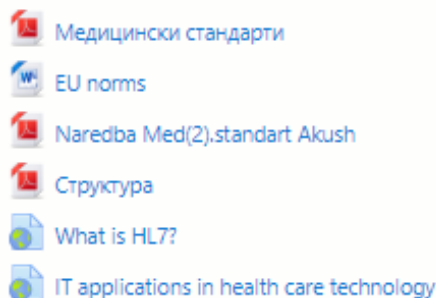 Медицински стандарти
EU norms
Naredba Med(2).standart Akush
Структура
What is HL7?
IT applications in health care technology